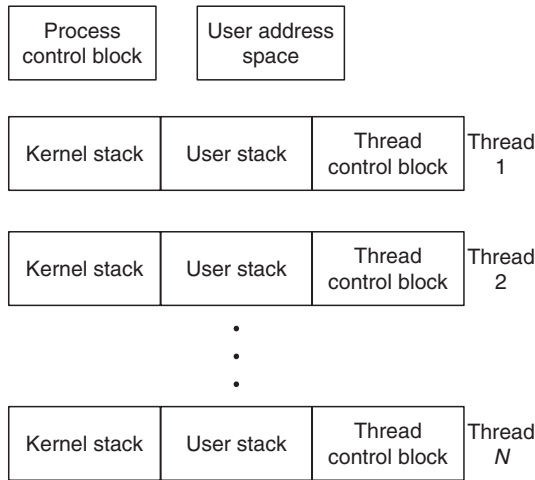 Process
control block
User address
space
Kernel stack
User stack
Thread
control block
Thread
1
Kernel stack
User stack
Thread
control block
Thread
2
Kernel stack
User stack
Thread
control block
Thread
N